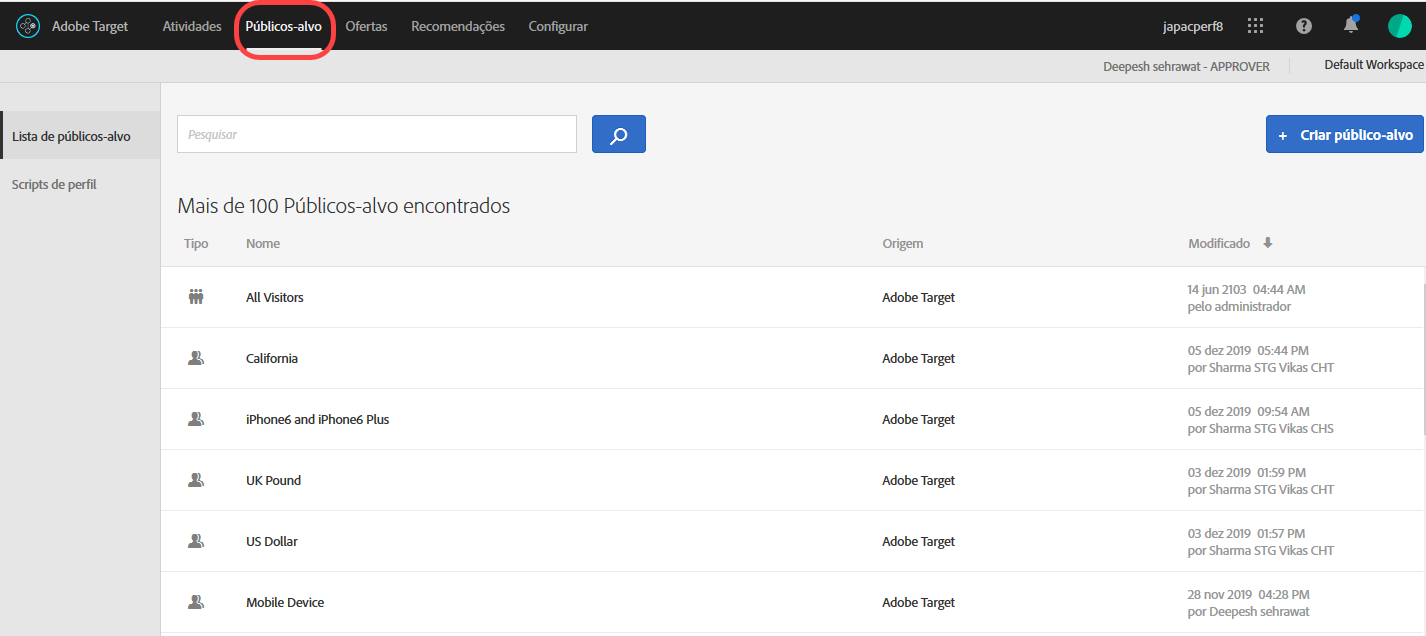 Adobe Target Atividades Públicos-alvo Ofertas Recomendações Configurar japacperf8
Deepesh sehrawat - APPROVER Default Workspace
Lista de públicos-alvo
Scripts de perfil
Pesquisar
+ Criar público-alvo
Mais de 100 Públicos-alvo encontrados
Tipo Nome Origem Modificado
All Visitors Adobe Target 14 jun 2103 04:44 AM
pelo administrador
California Adobe Target 05 dez 2019 05:44 PM
por Sharma STG Vikas CHT
iPhone6 and iPhone6 Plus Adobe Target 05 dez 2019 09:54 AM
por Sharma STG Vikas CHS
UK Pound Adobe Target 03 dez 2019 01:59 PM
por Sharma STG Vikas CHT
US Dollar Adobe Target 03 dez 2019 01:57 PM
por Sharma STG Vikas CHT
Mobile Device Adobe Target 28 nov 2019 04:28 PM
por Deepesh sehrawat